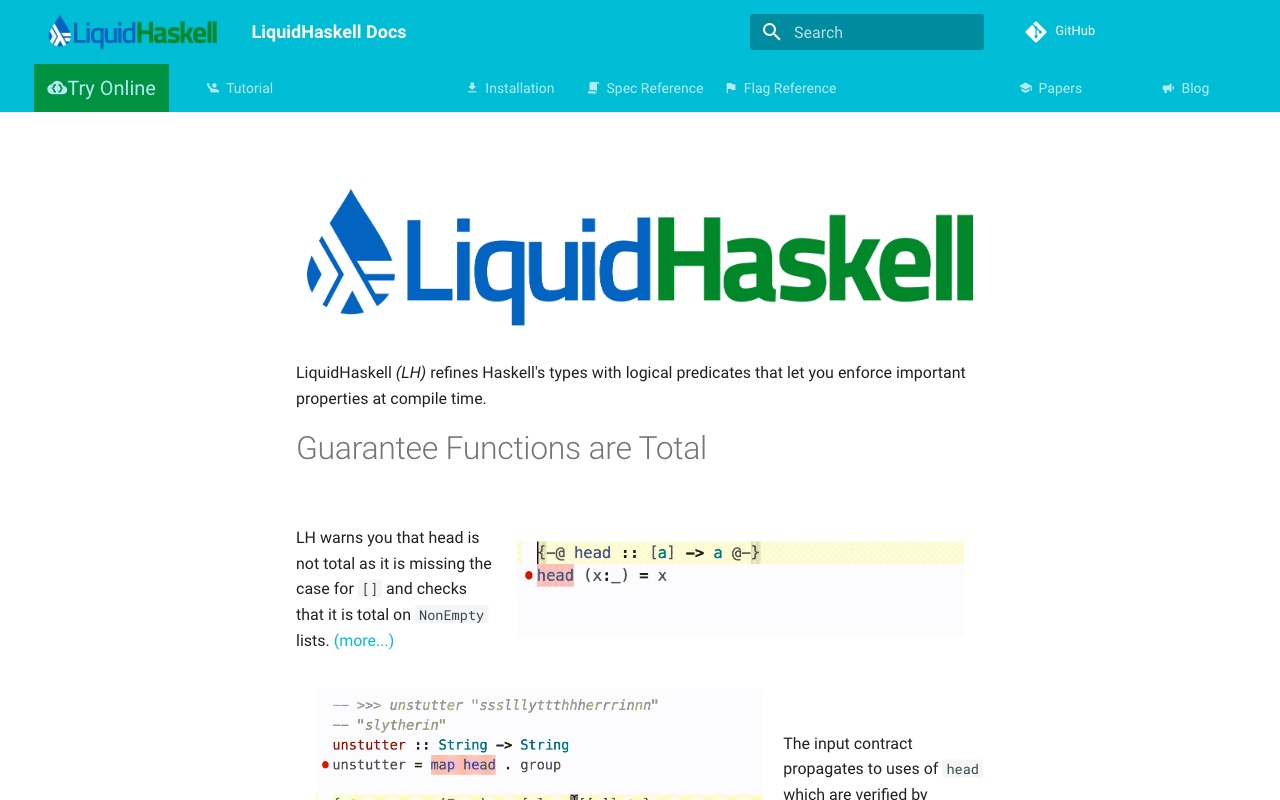 LiquidHaskell LiquidHaskell Docs Search GitHub
Try Online Tutorial Installation Spec Reference Flag Reference Papers Blog
LiquidHaskell
LiquidHaskell (LH) refines Haskell's types with logical predicates that let you enforce important
properties at compile time.
Guarantee Functions are Total
LH warns you that head is
not total as it is missing the
case for [] and checks
that it is total on NonEmpty
lists. (more...)
{-@ head :: [a] -> a @-}
head (x:_) = x
-- >>> unstutter "ssslllyttthhherrrinnn"
-- "slytherin"
unstutter :: String -> String
unstutter = map head . group
The input contract
propagates to uses of head
which are verified by